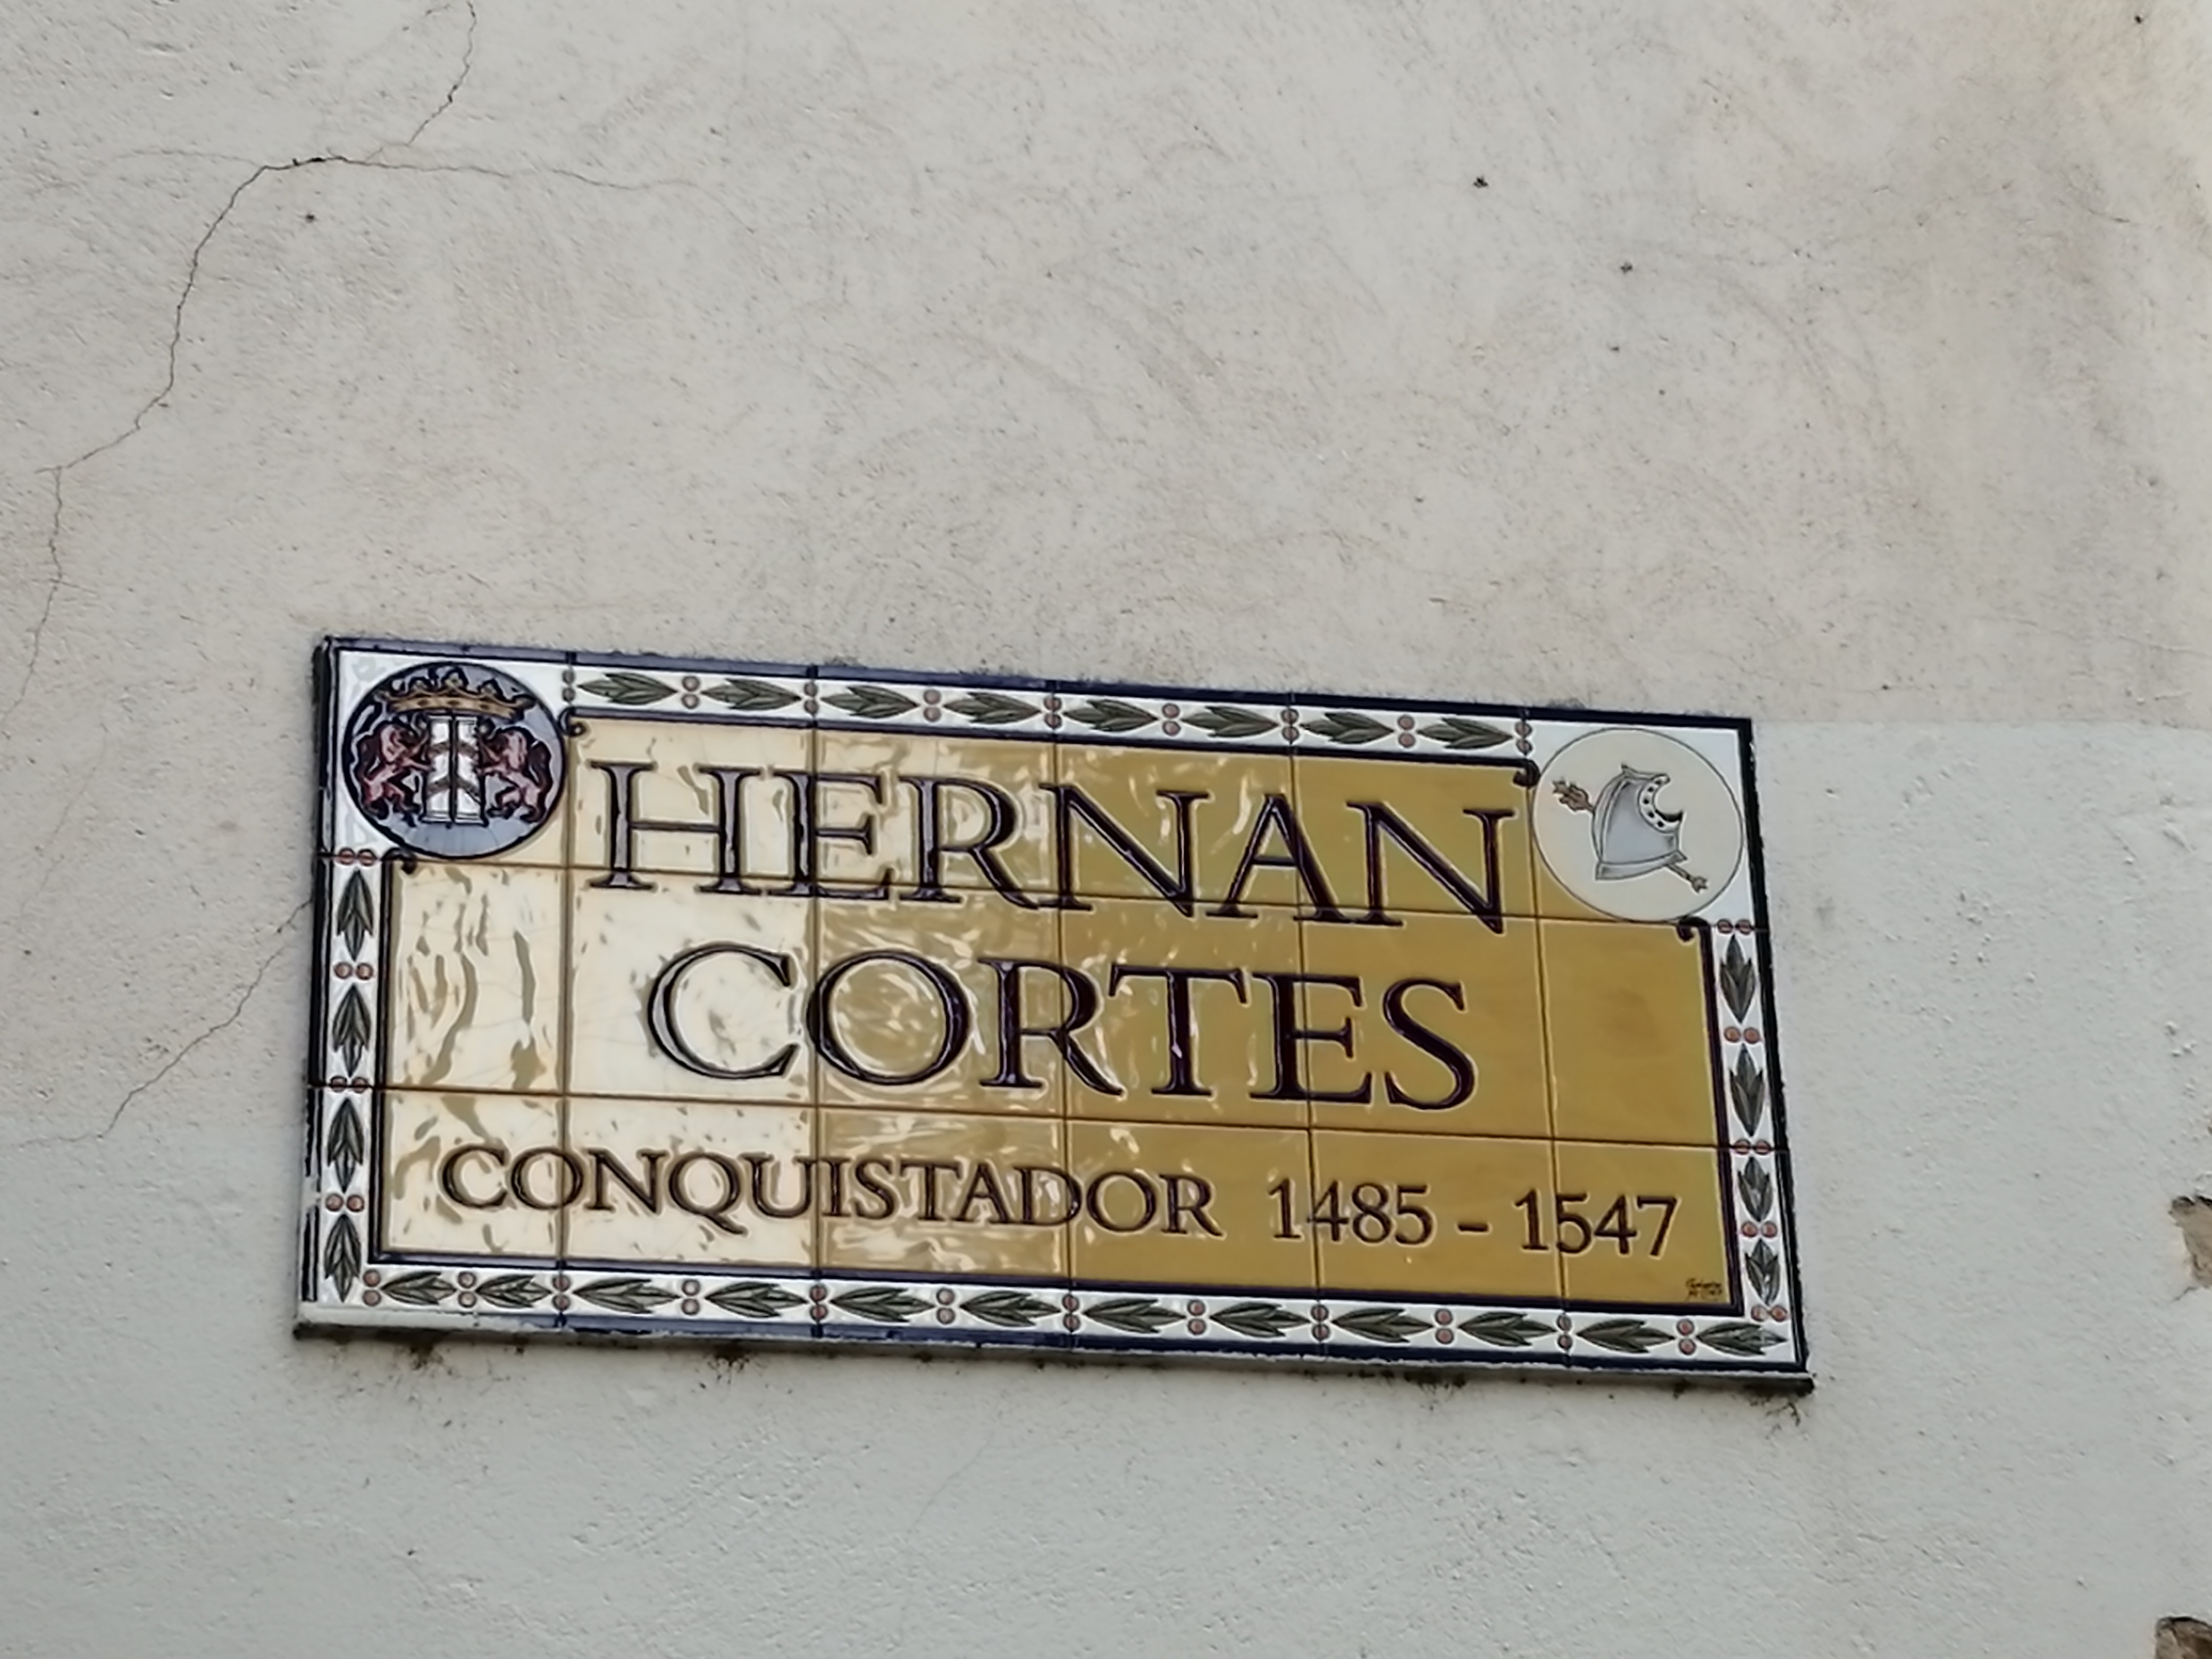 HERNAN
CORTES
CONQUISTADOR 1485 - 1547